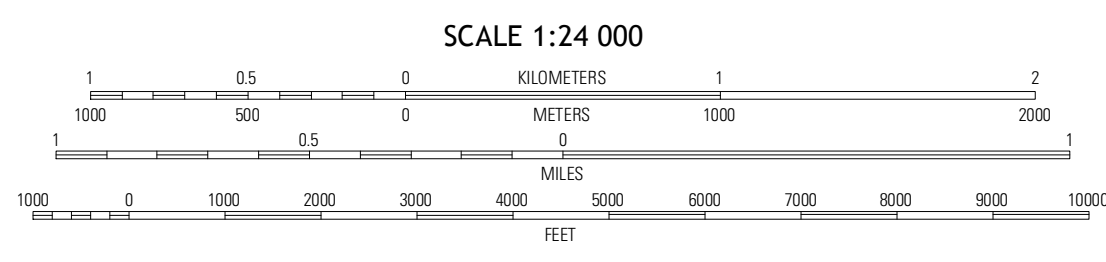 SCALE 1:24 000
1 0.5 0 KILOMETERS 1 2
1000 500 0 METERS 1000 2000
1 0.5 0 1
MILES
1000 0 1000 2000 3000 4000 5000 6000 7000 8000 9000 10000
FEET